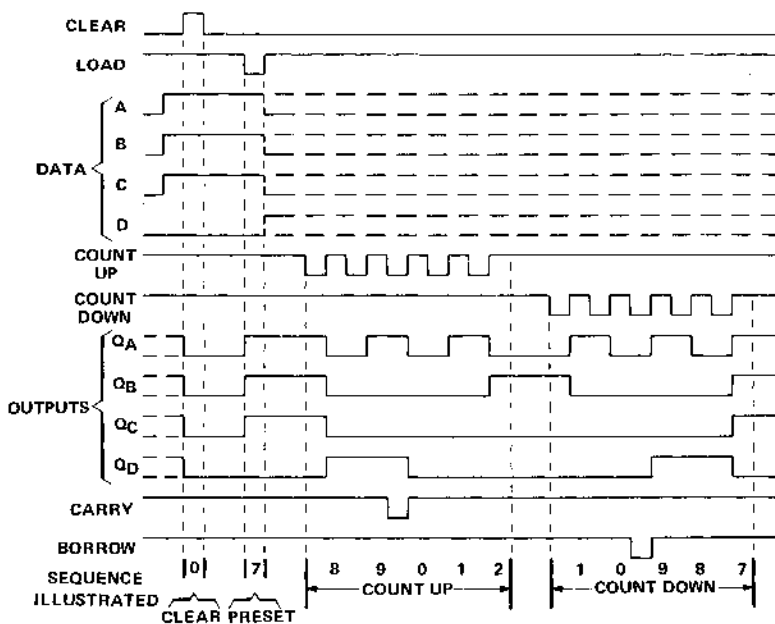 CLEAR
LOAD
A
B
DATA
C
D
COUNT
UP
COUNT
DOWN
QA
QB
OUTPUTS
QC
QD
CARRY
BORROW
SEQUENCE
ILLUSTRATED
0 7 8 9 0 1 2 1 0 9 8 7
COUNT UP COUNT DOWN
CLEAR PRESET